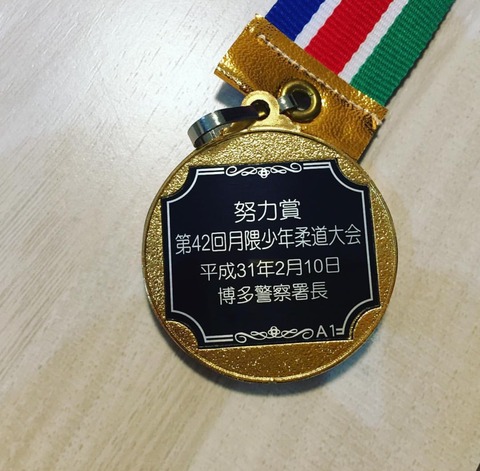 努力賞
第42回月隈少年柔道大会
平成31年2月10日
博多警察署長
A1